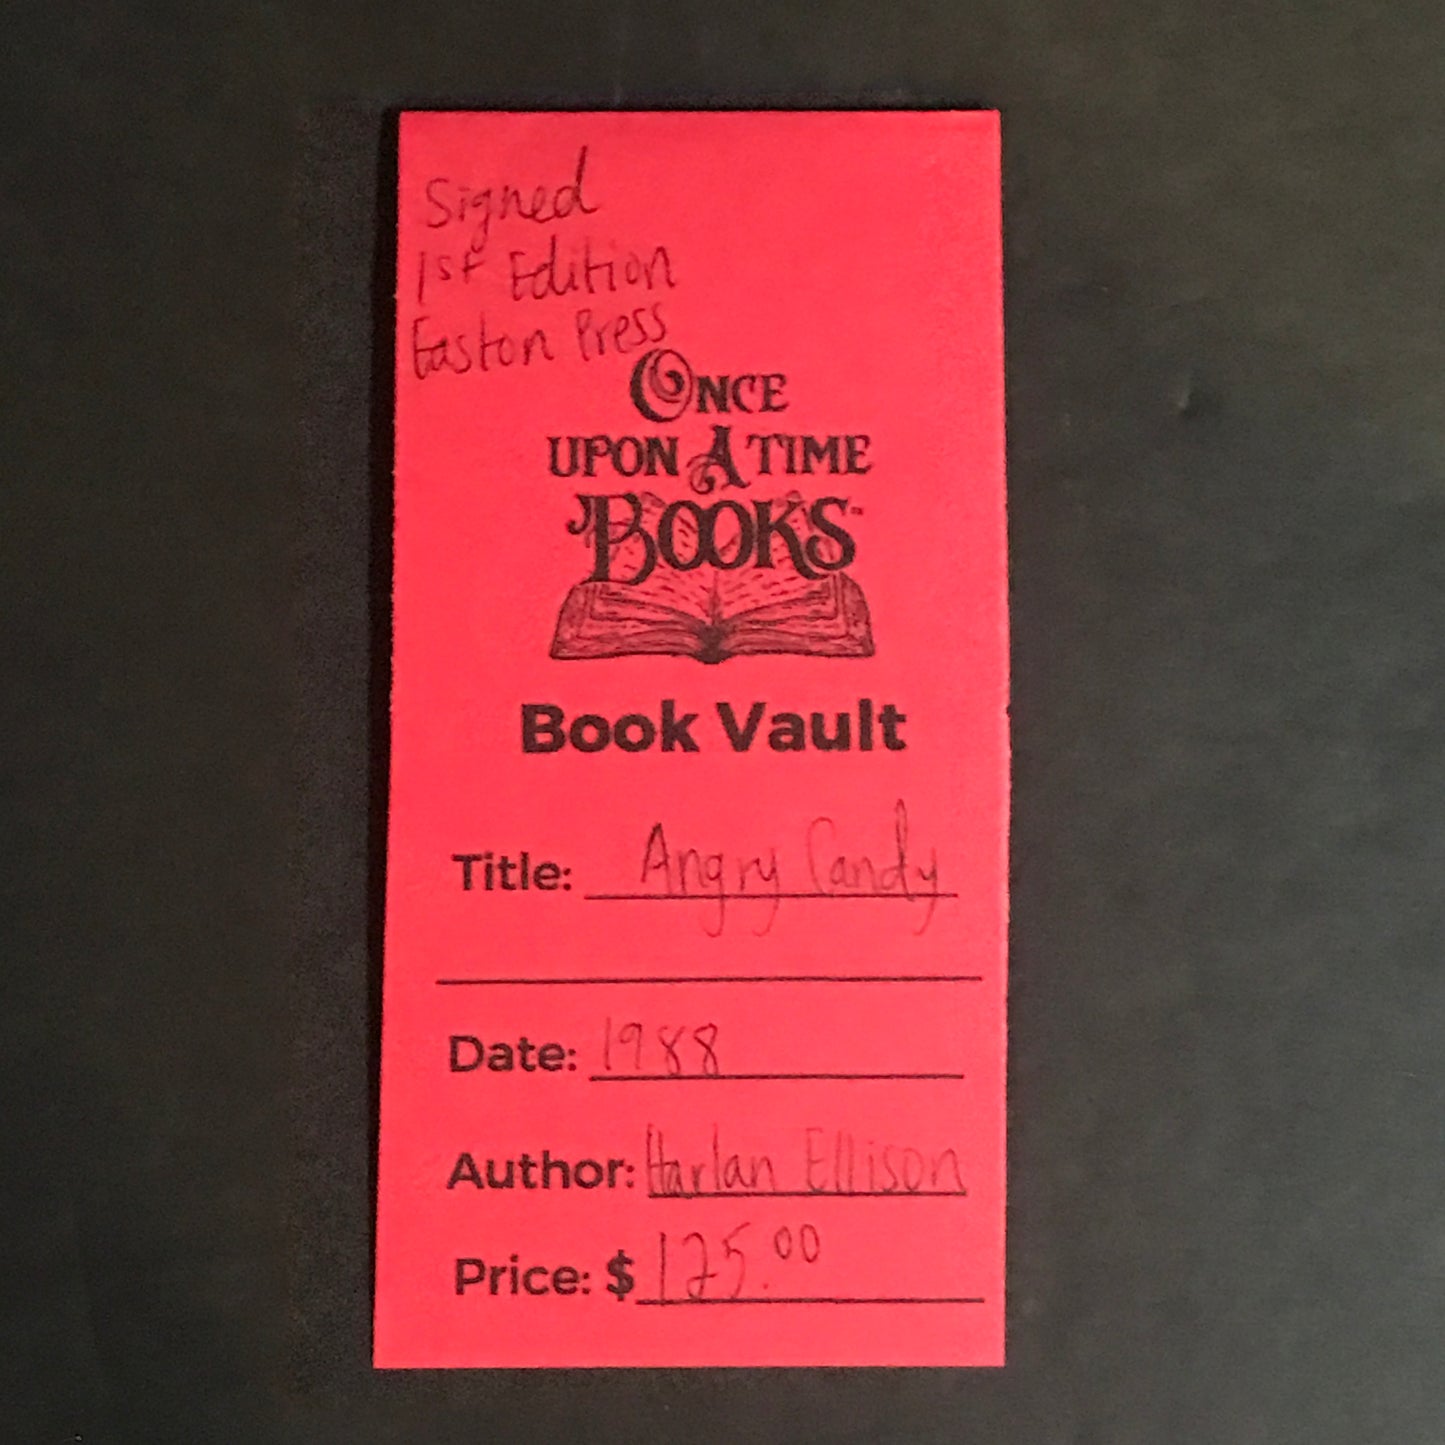 Signed
1st Edition
Easton Press
ONCE
UPON A TIME
BOOKS™
Book Vault
Title: Angry Candy
Date: 1988
Author: Harlan Ellison
Price: $ 125.00